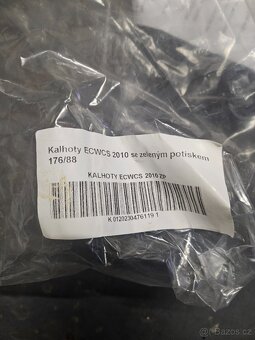 Kalhoty ECWCS 2010 se zeleným potiskem
176/88
KALHOTY ECWCS 2010 ZP
K 0120230476119 1
Bazos.cz